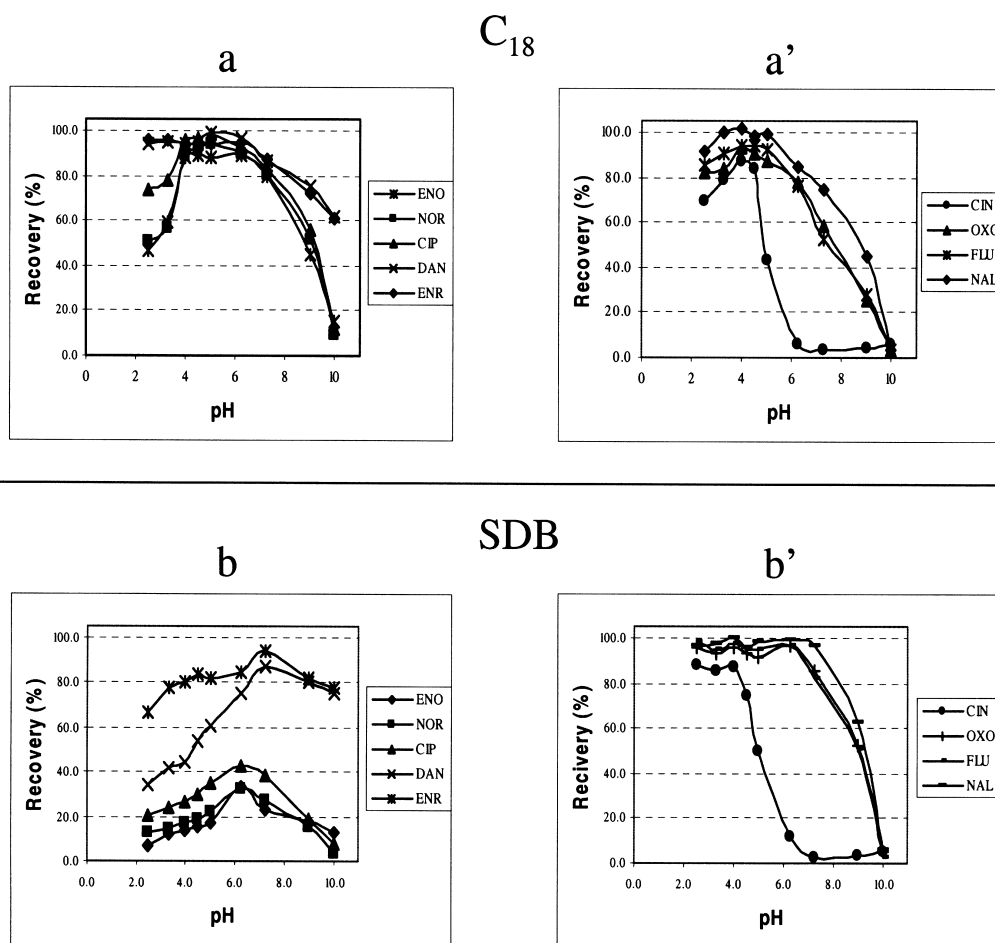 C18
a
100.0
80.0
60.0
40.0
20.0
0.0
0
2
4
6
8
10
Recovery (%)
pH
ENO
NOR
CIP
DAN
ENR
a'
100.0
80.0
60.0
40.0
20.0
0.0
0
2
4
6
8
10
Recovery (%)
pH
CIN
OXO
FLU
NAL
SDB
b
100.0
80.0
60.0
40.0
20.0
0.0
0.0
2.0
4.0
6.0
8.0
10.0
Recovery (%)
pH
ENO
NOR
CIP
DAN
ENR
b'
100.0
80.0
60.0
40.0
20.0
0.0
0.0
2.0
4.0
6.0
8.0
10.0
Recivery (%)
pH
CIN
OXO
FLU
NAL